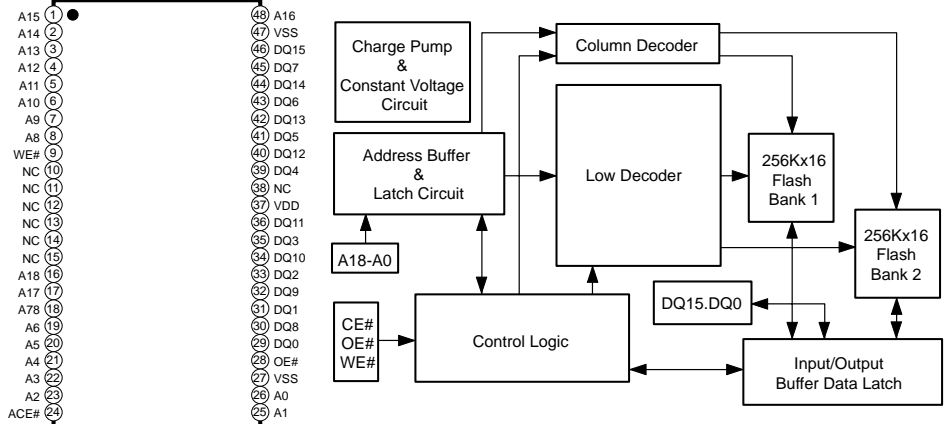 A15 1
A14 2
A13 3
A12 4
A11 5
A10 6
A9 7
A8 8
WE# 9
NC 10
NC 11
NC 12
NC 13
NC 14
NC 15
A18 16
A17 17
A78 18
A6 19
A5 20
A4 21
A3 22
A2 23
ACE# 24
48 A16
47 VSS
46 DQ15
45 DQ7
44 DQ14
43 DQ6
42 DQ13
41 DQ5
40 DQ12
39 DQ4
38 NC
37 VDD
36 DQ11
35 DQ3
34 DQ10
33 DQ2
32 DQ9
31 DQ1
30 DQ8
29 DQ0
28 OE#
27 VSS
26 A0
25 A1
Charge Pump
&
Constant Voltage
Circuit
Column Decoder
Address Buffer
&
Latch Circuit
Low Decoder
256Kx16
Flash
Bank 1
256Kx16
Flash
Bank 2
A18-A0
CE#
OE#
WE#
Control Logic
DQ15.DQ0
Input/Output
Buffer Data Latch